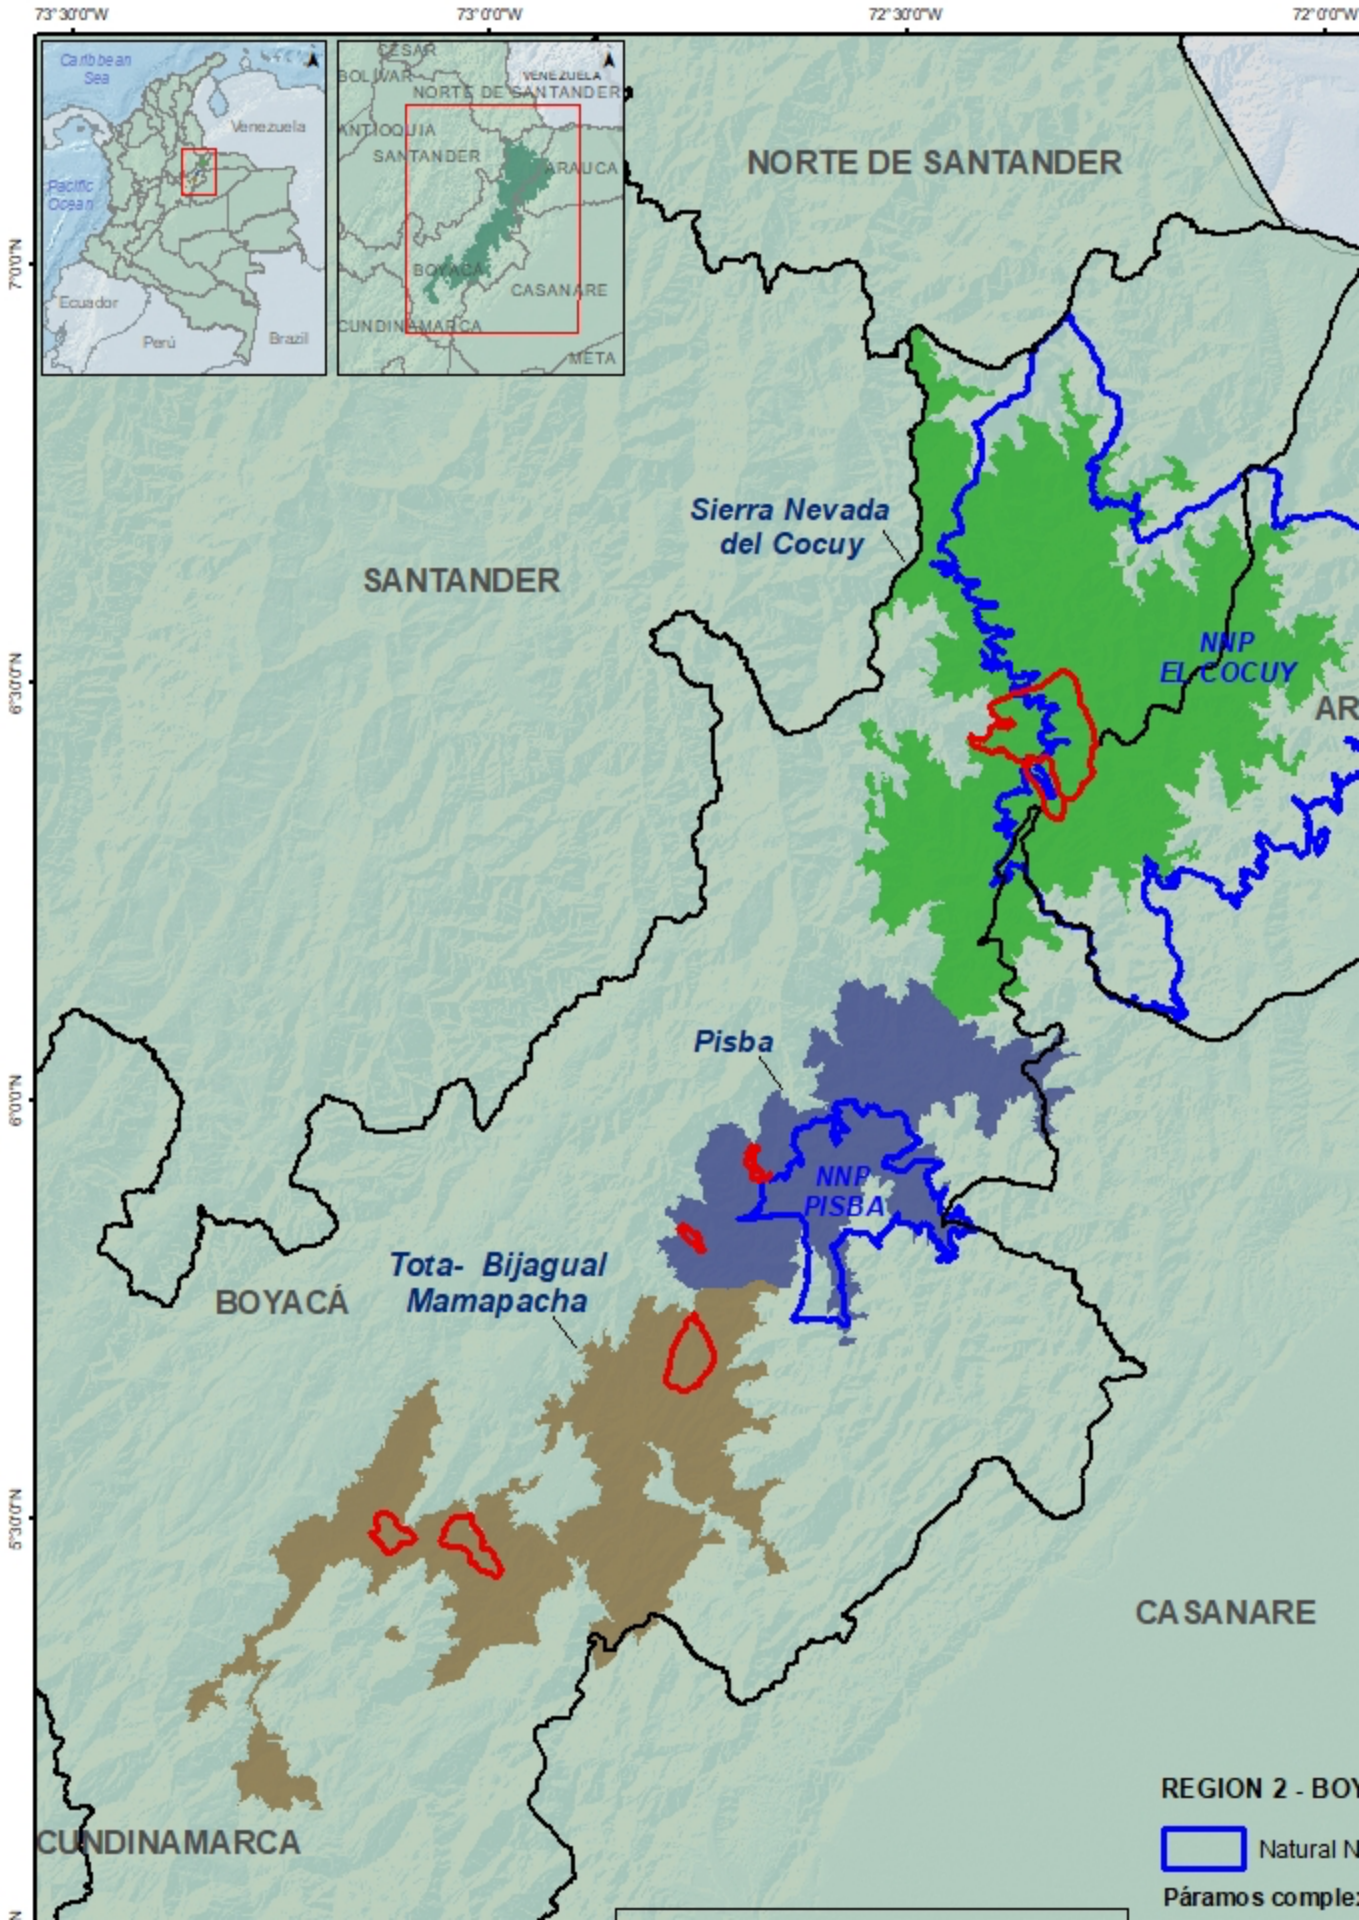 73°30'0"W
73°0'0"W
72°30'0"W
72°0'0"W
Caribbean
Sea
Venezuela
Pacific
Ocean
Ecuador
Perú
Brazil
CESAR
BOLIVAR
VENEZUELA
NORTE DE SANTANDER
ANTIOQUIA
SANTANDER
ARAUCA
BOYACÁ
CASANARE
CUNDINAMARCA
META
NORTE DE SANTANDER
7°0'0"N
Sierra Nevada
del Cocuy
SANTANDER
NNP
EL COCUY
6°30'0"N
AR
Pisba
6°0'0"N
NNP
PISBA
Tota- Bijagual
Mamapacha
BOYACÁ
5°30'0"N
CASANARE
REGION 2 - BOY
CUNDINAMARCA
Natural N
Páramos complex